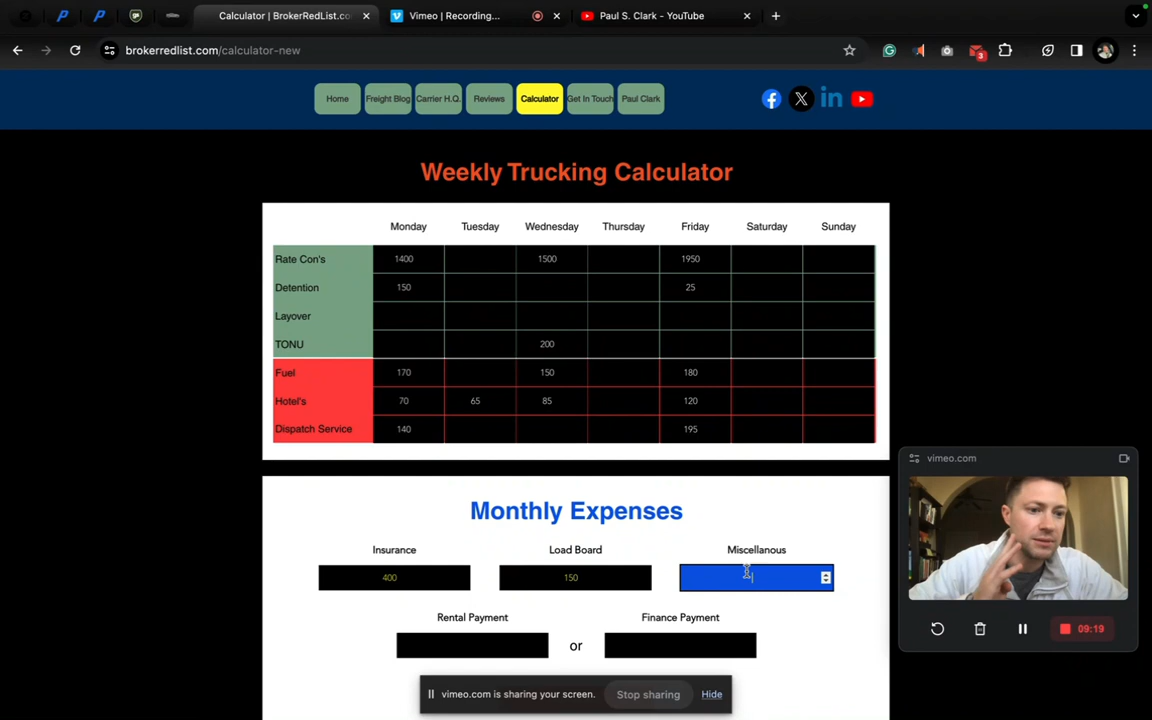 Calculator | BrokerRedList.co
Vimeo | Recording...
Paul S. Clark - YouTube
brokerredlist.com/calculator-new
3
Home
Freight Blog
Carrier H.Q.
Reviews
Calculator
Get In Touch
Paul Clark
Weekly Trucking Calculator
Monday Tuesday Wednesday Thursday Friday Saturday Sunday
Rate Con's 1400 1500 1950
Detention 150 25
Layover
TONU 200
Fuel 170 150 180
Hotel's 70 65 85 120
Dispatch Service 140 195
vimeo.com
Monthly Expenses
Insurance Load Board Miscellanous
400 150
Rental Payment Finance Payment
or
09:19
vimeo.com is sharing your screen. Stop sharing Hide